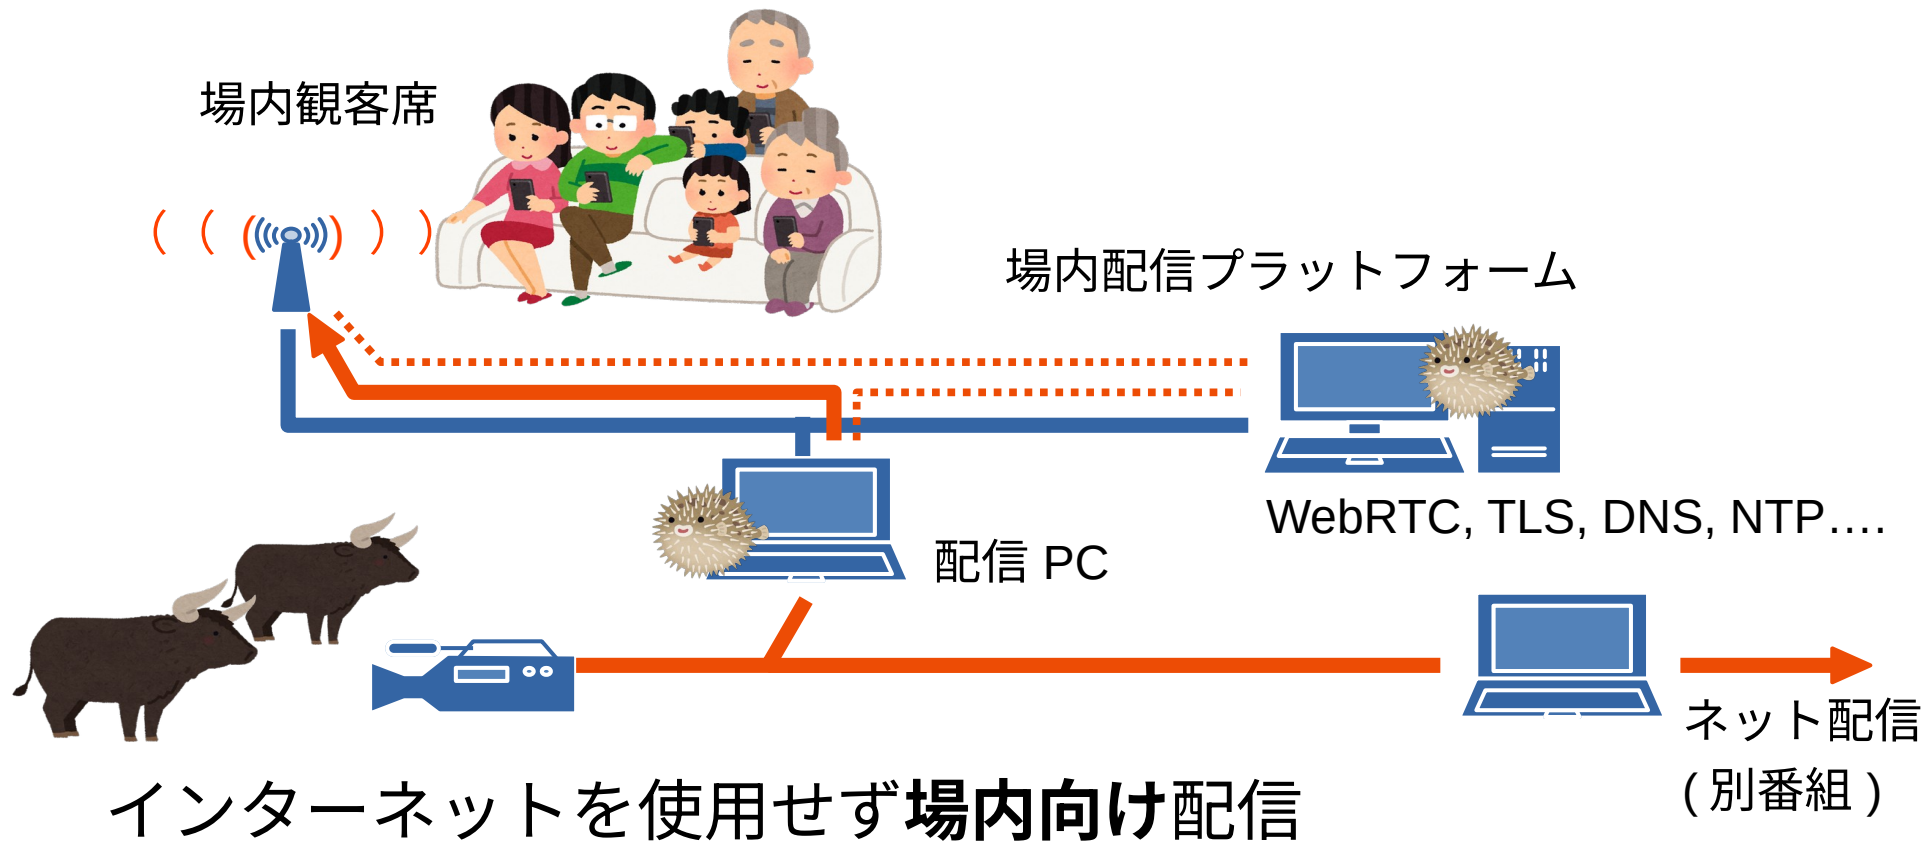 場内観客席
場内配信プラットフォーム
WebRTC, TLS, DNS, NTP….
配信 PC
ネット配信
( 別番組 )
インターネットを使用せず場内向け配信